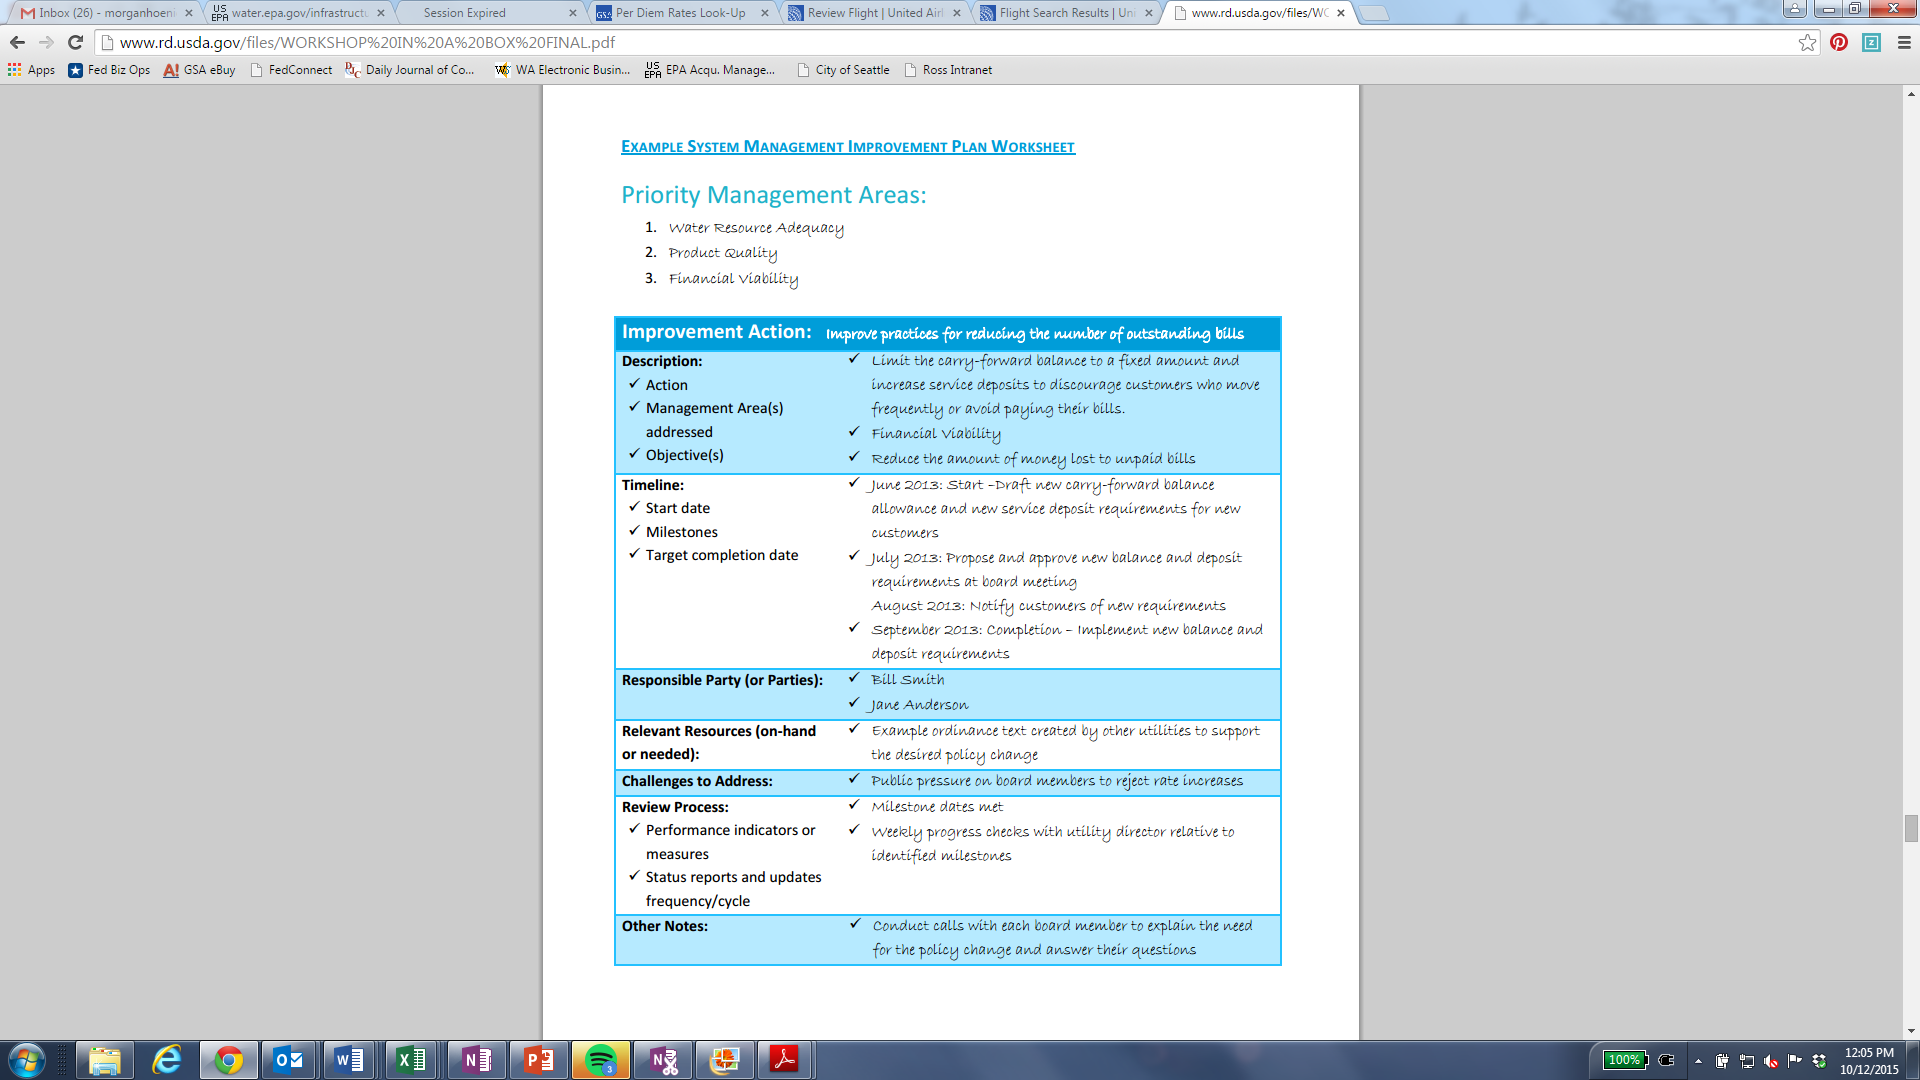 Inbox (26) - morganhoeni
US EPA water.epa.gov/infrastructu
Session Expired
GSA Per Diem Rates Look-Up
Review Flight | United Airl
Flight Search Results | Uni
www.rd.usda.gov/files/WO
www.rd.usda.gov/files/WORKSHOP%20IN%20A%20BOX%20FINAL.pdf
Apps
Fed Biz Ops
A! GSA eBuy
FedConnect
Daily Journal of Co...
WA Electronic Busin...
US EPA EPA Acqu. Manage...
City of Seattle
Ross Intranet
EXAMPLE SYSTEM MANAGEMENT IMPROVEMENT PLAN WORKSHEET
Priority Management Areas:
1. Water Resource Adequacy
2. Product Quality
3. Financial Viability
Improvement Action: Improve practices for reducing the number of outstanding bills
Description:
✓ Action
✓ Management Area(s)
addressed
✓ Objective(s)
✓ Limit the carry-forward balance to a fixed amount and
increase service deposits to discourage customers who move
frequently or avoid paying their bills.
✓ Financial Viability
✓ Reduce the amount of money lost to unpaid bills
Timeline:
✓ Start date
✓ Milestones
✓ Target completion date
✓ June 2013: Start –Draft new carry-forward balance
allowance and new service deposit requirements for new
customers
✓ July 2013: Propose and approve new balance and deposit
requirements at board meeting
August 2013: Notify customers of new requirements
✓ September 2013: Completion – Implement new balance and
deposit requirements
Responsible Party (or Parties):
✓ Bill Smith
✓ Jane Anderson
Relevant Resources (on-hand
or needed):
✓ Example ordinance text created by other utilities to support
the desired policy change
Challenges to Address:
✓ Public pressure on board members to reject rate increases
Review Process:
✓ Performance indicators or
measures
✓ Status reports and updates
frequency/cycle
✓ Milestone dates met
✓ Weekly progress checks with utility director relative to
identified milestones
Other Notes:
✓ Conduct calls with each board member to explain the need
for the policy change and answer their questions
3
100%
12:05 PM
10/12/2015